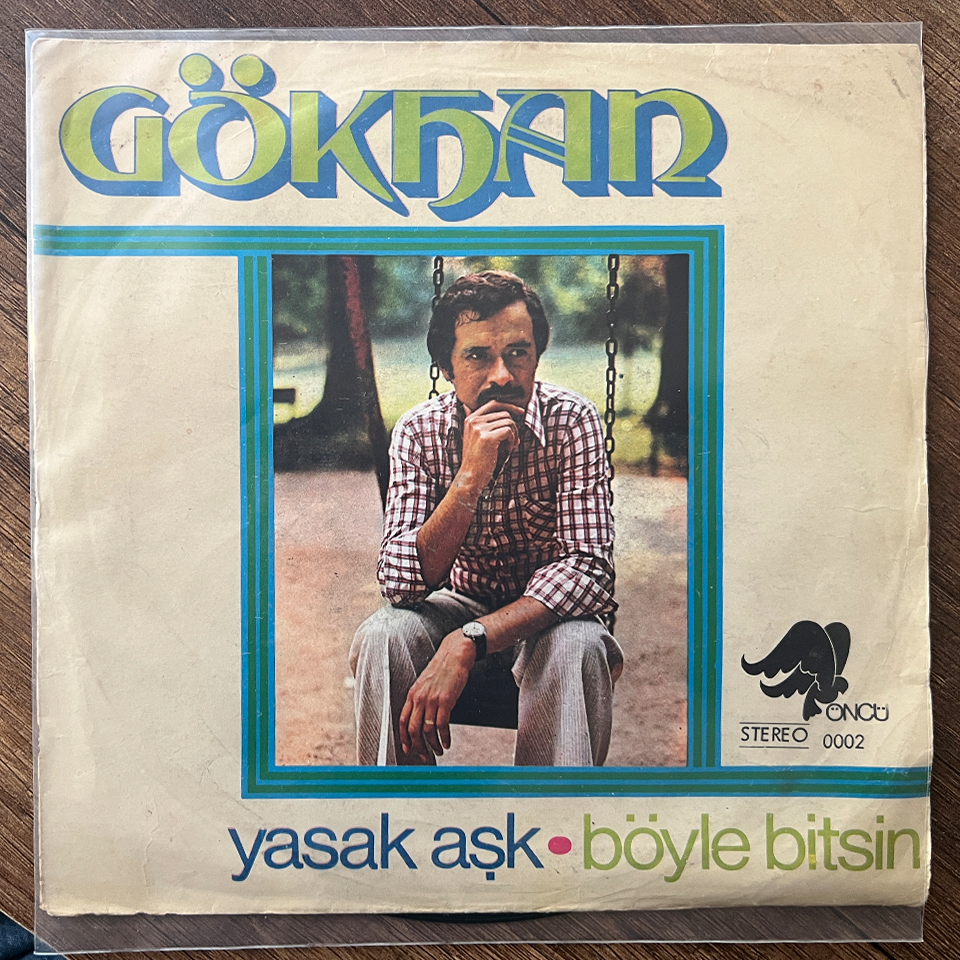 GÖKHAN
ÖNCÜ
STEREO 0002
yasak aşk • böyle bitsin